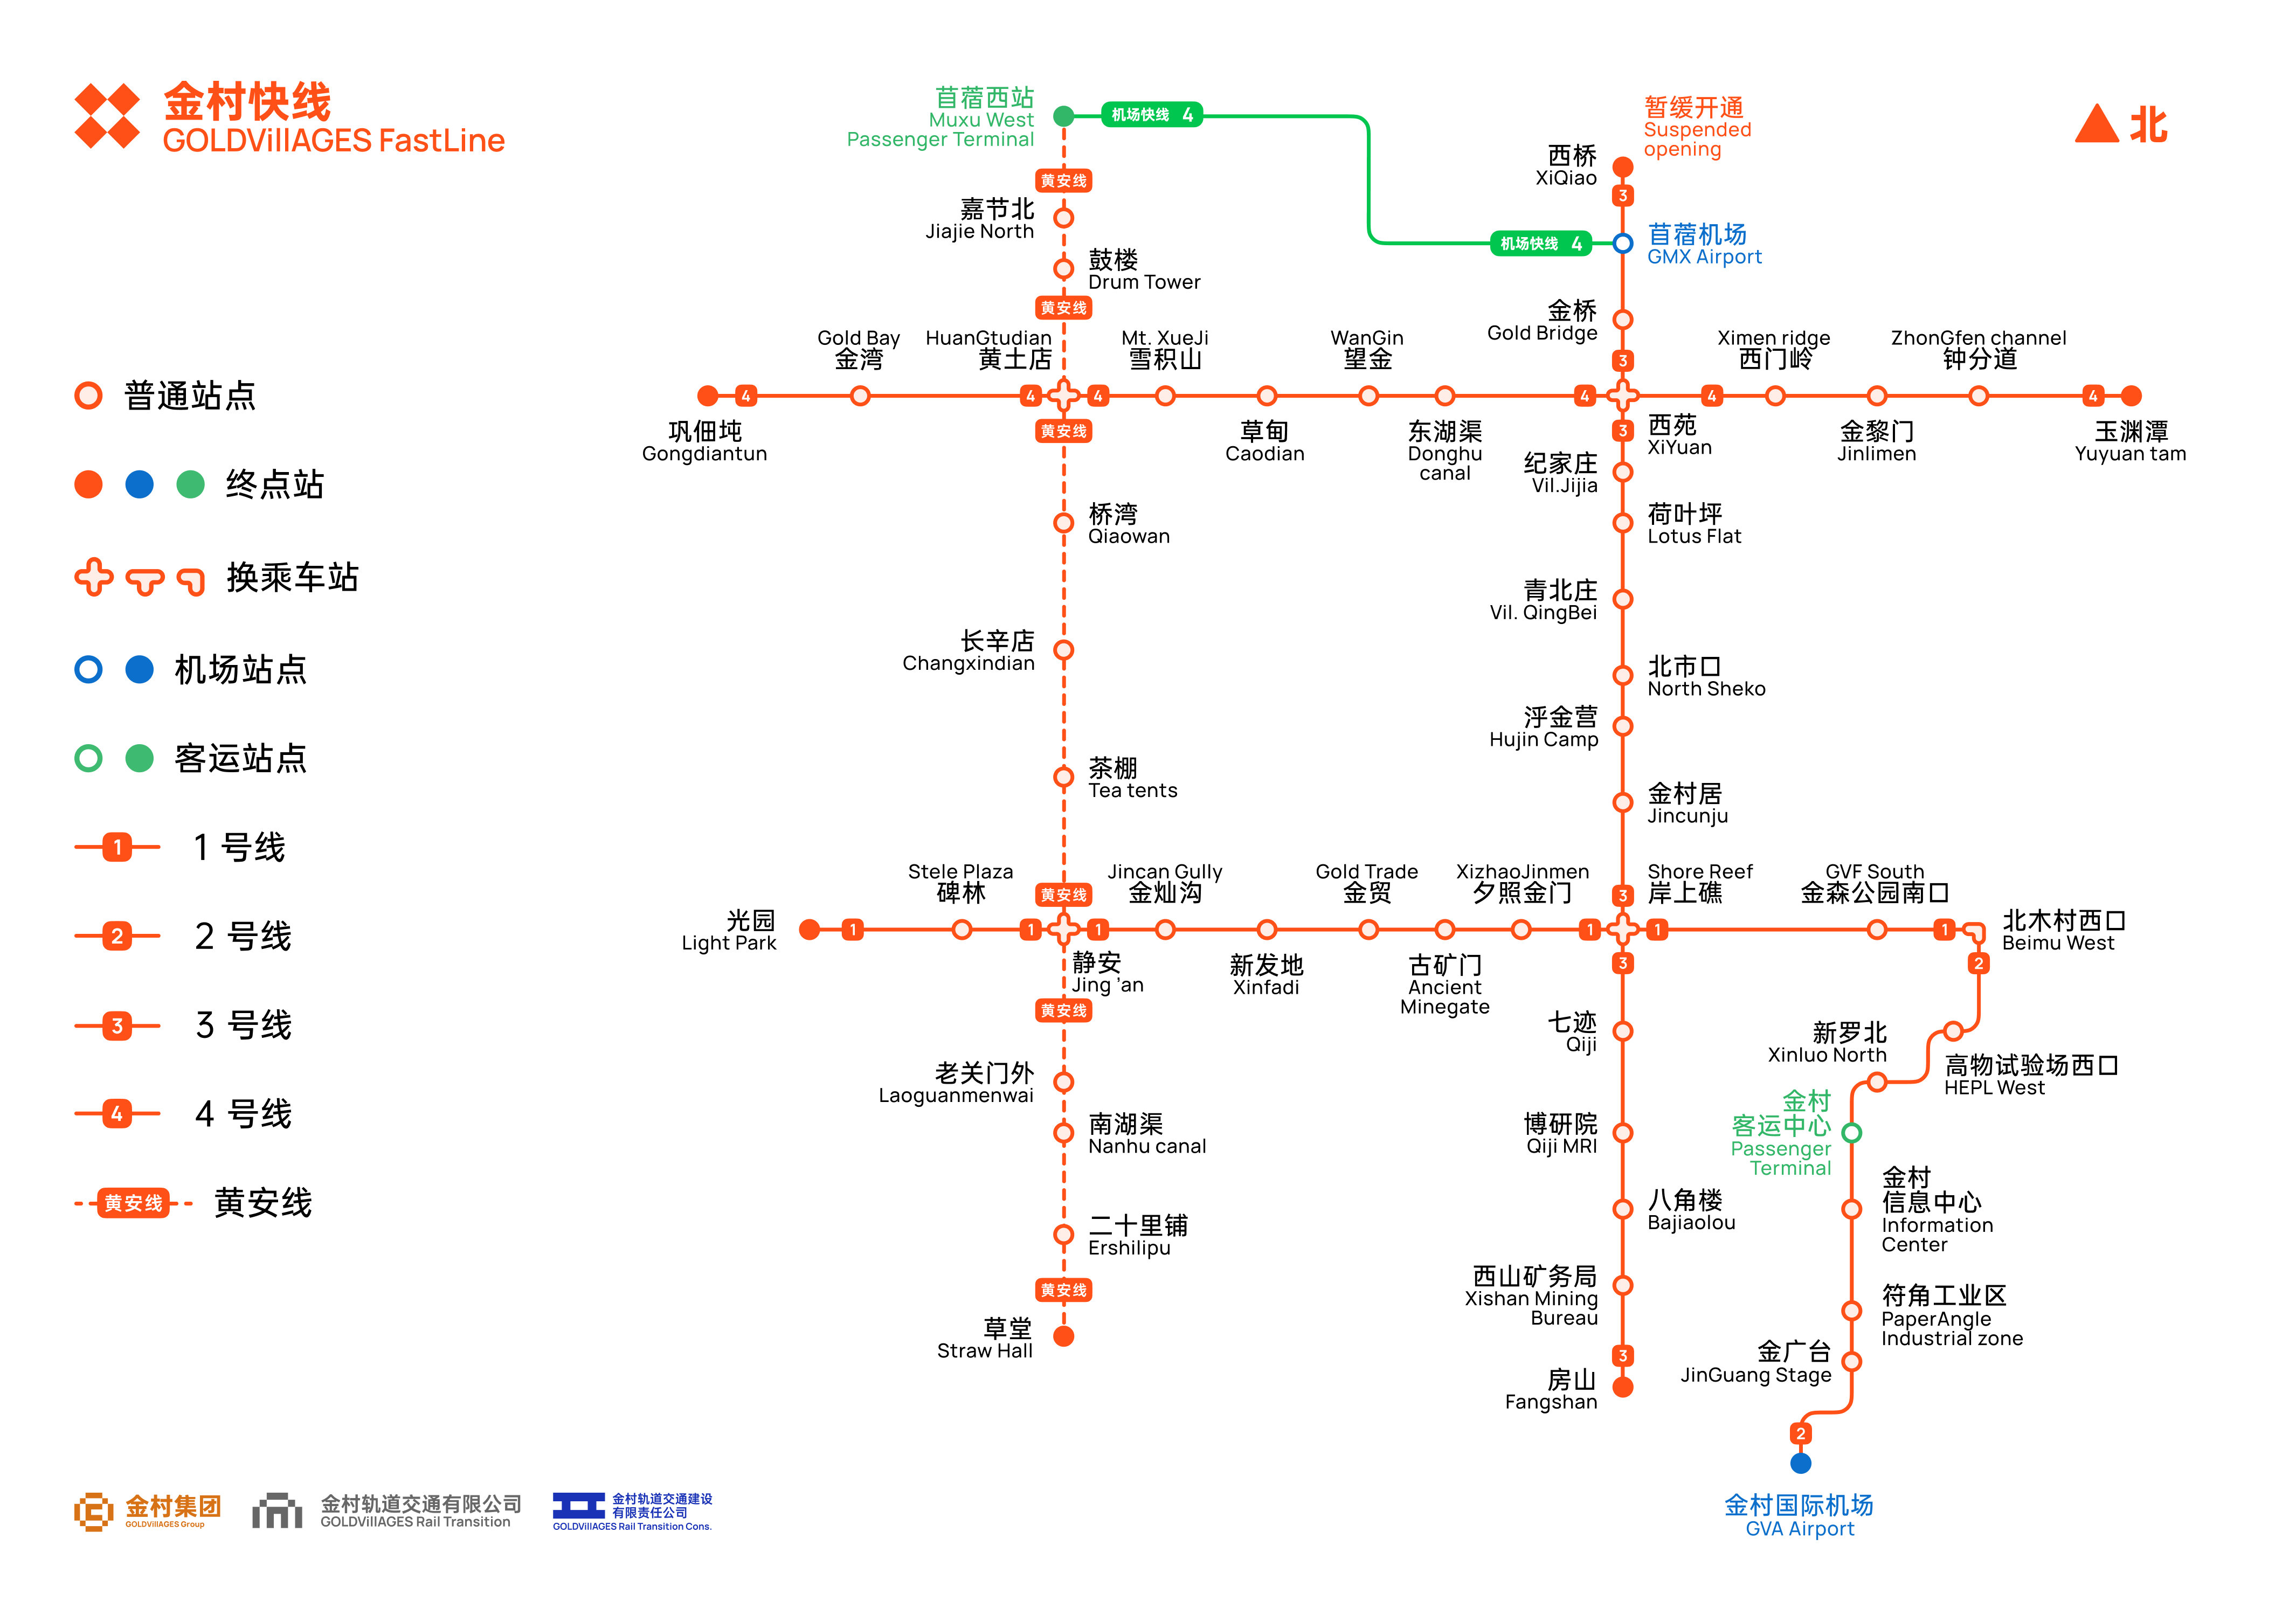 金村快线
GOLDVillAGES FastLine
北
普通站点
终点站
换乘车站
机场站点
客运站点
1
1 号线
2
2 号线
3
3 号线
4
4 号线
黄安线
黄安线
苜蓿西站
Muxu West
Passenger Terminal
机场快线 4
机场快线 4
暂缓开通
Suspended
opening
西桥
XiQiao
3
苜蓿机场
GMX Airport
黄安线
嘉节北
Jiajie North
鼓楼
Drum Tower
黄安线
金桥
Gold Bridge
3
Gold Bay
金湾
HuanGtudian
黄土店
Mt. XueJi
雪积山
WanGin
望金
Ximen ridge
西门岭
ZhonGfen channel
钟分道
4
4
4
4
4
4
巩佃坉
Gongdiantun
黄安线
草甸
Caodian
东湖渠
Donghu
canal
3
西苑
XiYuan
金黎门
Jinlimen
玉渊潭
Yuyuan tam
纪家庄
Vil.Jijia
桥湾
Qiaowan
荷叶坪
Lotus Flat
青北庄
Vil. QingBei
长辛店
Changxindian
北市口
North Sheko
浮金营
Hujin Camp
茶棚
Tea tents
金村居
Jincunju
Stele Plaza
碑林
黄安线
Jincan Gully
金灿沟
Gold Trade
金贸
XizhaoJinmen
夕照金门
3
Shore Reef
岸上礁
GVF South
金森公园南口
光园
Light Park
1
1
1
1
1
1
北木村西口
Beimu West
静安
Jing ’an
新发地
Xinfadi
古矿门
Ancient
Minegate
3
2
黄安线
七迹
Qiji
新罗北
Xinluo North
高物试验场西口
HEPL West
老关门外
Laoguanmenwai
南湖渠
Nanhu canal
博研院
Qiji MRI
金村
客运中心
Passenger
Terminal
金村
信息中心
Information
Center
八角楼
Bajiaolou
二十里铺
Ershilipu
黄安线
西山矿务局
Xishan Mining
Bureau
符角工业区
PaperAngle
Industrial zone
草堂
Straw Hall
3
金广台
JinGuang Stage
房山
Fangshan
2
金村国际机场
GVA Airport
金村集团
GOLDVillAGES Group
金村轨道交通有限公司
GOLDVillAGES Rail Transition
金村轨道交通建设
有限责任公司
GOLDVillAGES Rail Transition Cons.